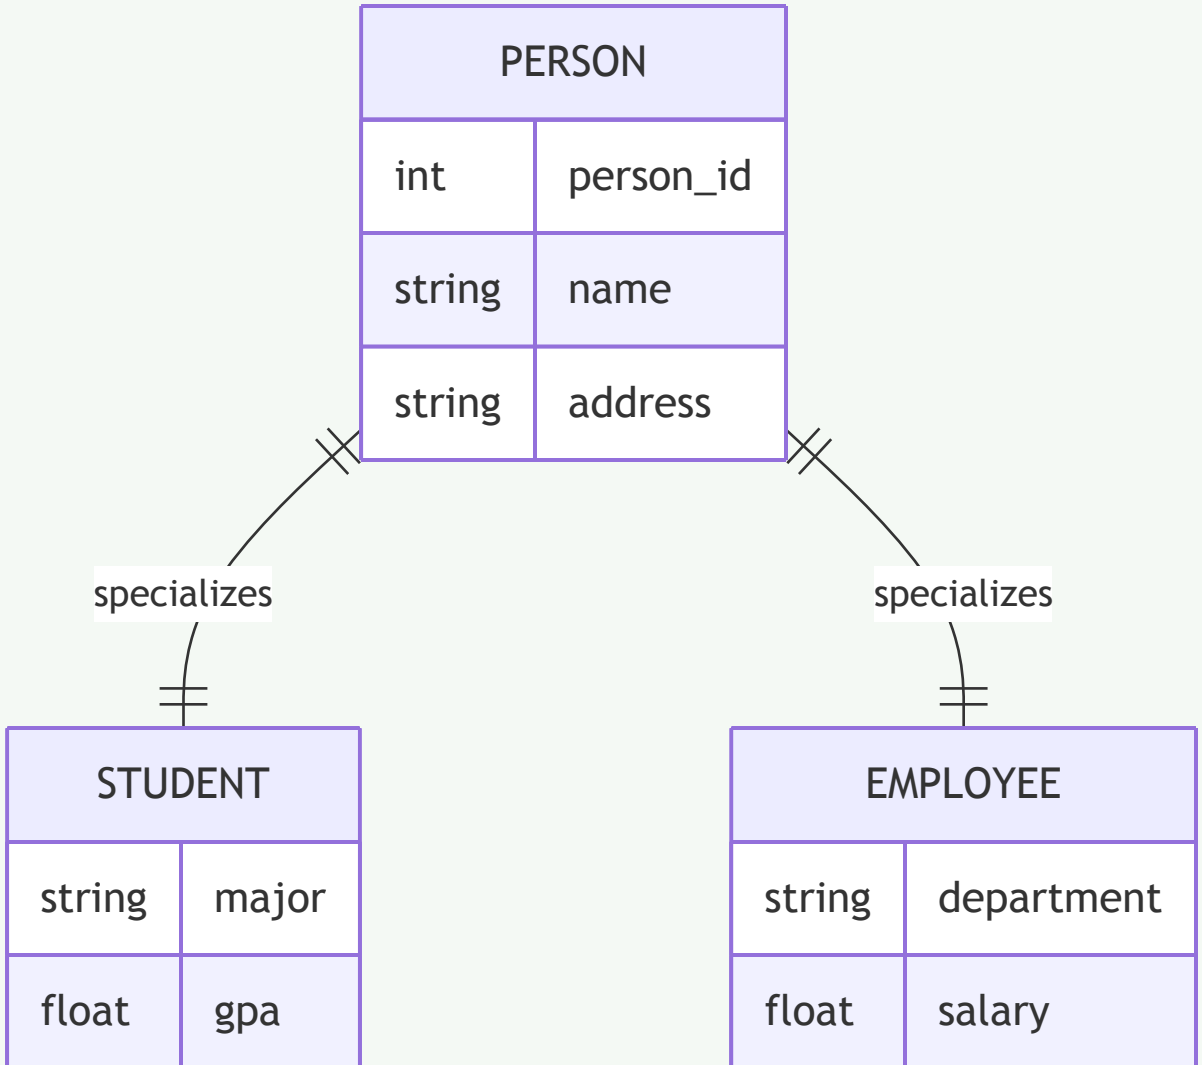 PERSON
int person_id
string name
string address
specializes specializes
STUDENT EMPLOYEE
string major string department
float gpa float salary